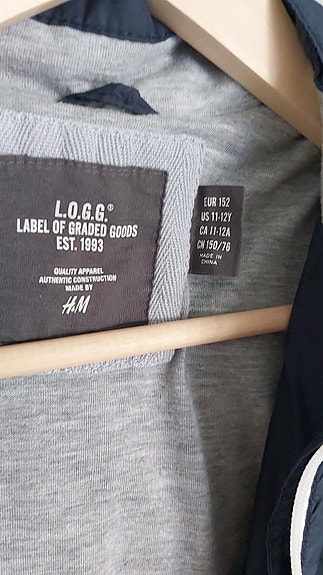 L.O.G.G.®
LABEL OF GRADED GOODS
EST. 1993
QUALITY APPAREL
AUTHENTIC CONSTRUCTION
MADE BY
H&M
EUR 152
US 11-12Y
CA 11-12A
CN 150/76
MADE IN
CHINA